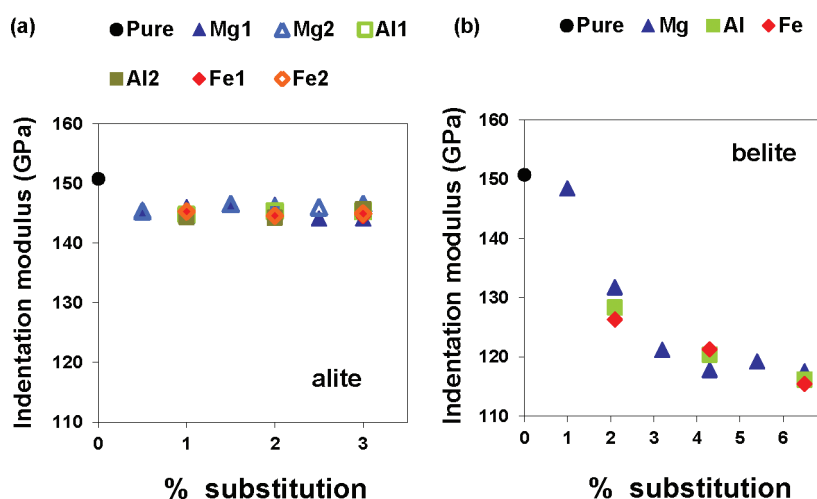 (a) Pure Mg1 Mg2 Al1
Al2 Fe1 Fe2
Indentation modulus (GPa)
160
150
140
130
120
110
0 1 2 3
alite
% substitution
(b) Pure Mg Al Fe
Indentation modulus (GPa)
160
150
140
130
120
110
0 1 2 3 4 5 6
belite
% substitution